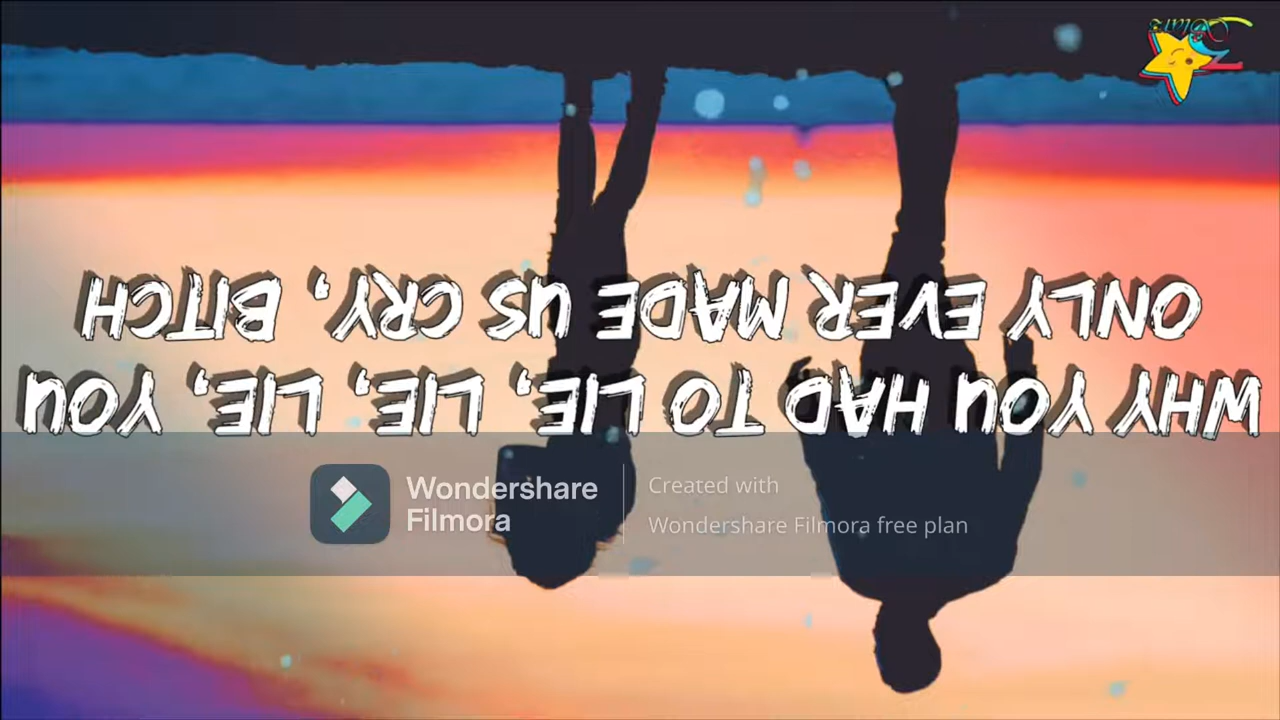 WHY YOU HAD TO LIE, LIE, LIE, YOU
ONLY EVER MADE US CRY, BITCH
Wondershare
Filmora
Created with
Wondershare Filmora free plan